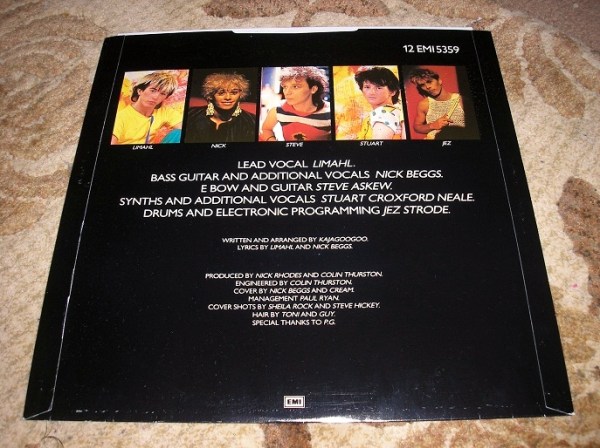 12 EMI 5359
LIMAHL NICK STEVE STUART JEZ
LEAD VOCAL LIMAHL.
BASS GUITAR AND ADDITIONAL VOCALS NICK BEGGS.
E BOW AND GUITAR STEVE ASKEW.
SYNTHS AND ADDITIONAL VOCALS STUART CROXFORD NEALE.
DRUMS AND ELECTRONIC PROGRAMMING JEZ STRODE.
WRITTEN AND ARRANGED BY KAJAGOOGOO.
LYRICS BY LIMAHL AND NICK BEGGS.
PRODUCED BY NICK RHODES AND COLIN THURSTON.
ENGINEERED BY COLIN THURSTON.
COVER BY NICK BEGGS AND CREAM.
MANAGEMENT PAUL RYAN.
COVER SHOTS BY SHEILA ROCK AND STEVE HICKEY.
HAIR BY TONI AND GUY.
SPECIAL THANKS TO P.G.
EMI